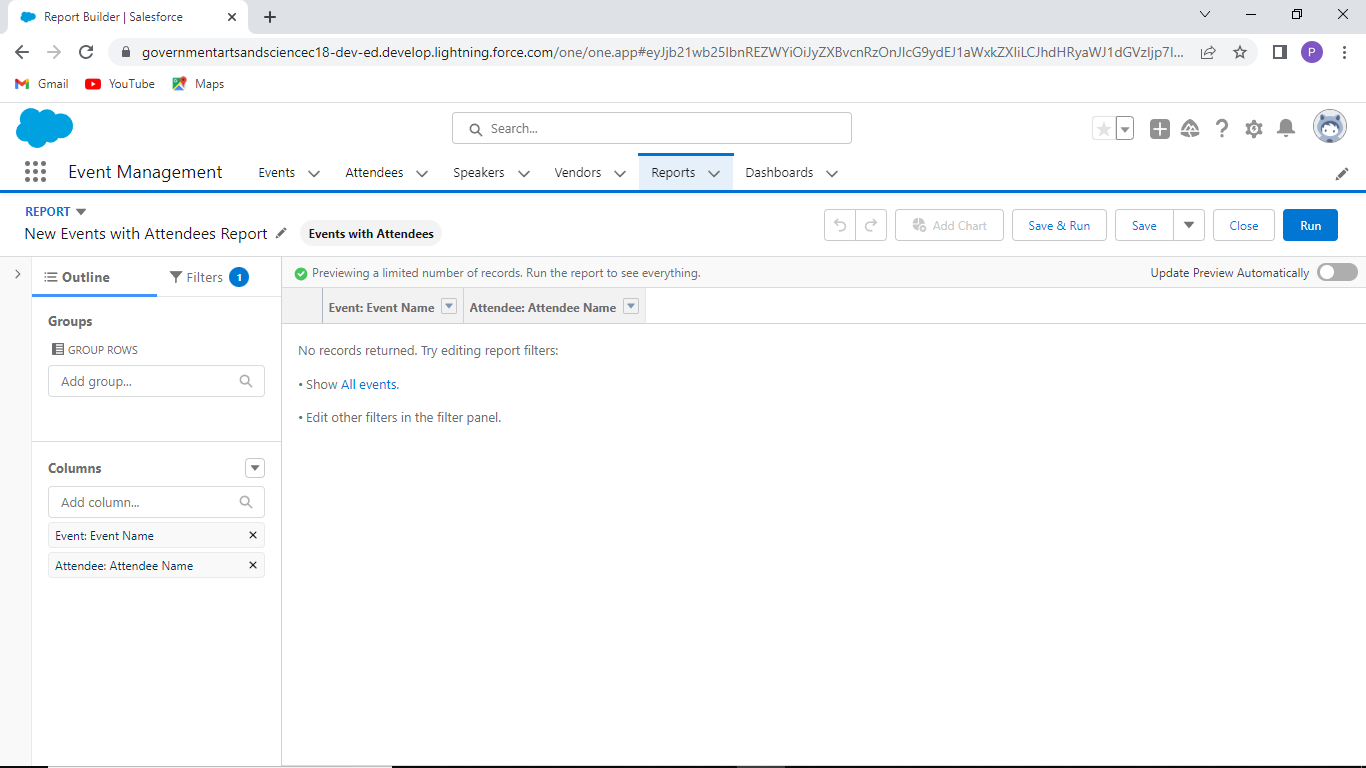 Report Builder | Salesforce
governmentartsandsciencec18-dev-ed.develop.lightning.force.com/one/one.app#eyJjb21wb25lbnREZWYiOiJyZXBvcnRzOnJlcG9ydEJ1aWxkZXIiLCJhdHRyaWJ1dGVzIjp7I...
P
Gmail YouTube Maps
Search...
Event Management Events Attendees Speakers Vendors Reports Dashboards
REPORT
New Events with Attendees Report Events with Attendees
Add Chart Save & Run Save Close Run
Outline Filters 1
Previewing a limited number of records. Run the report to see everything. Update Preview Automatically
Groups
GROUP ROWS
Add group...
Columns
Add column...
Event: Event Name
Attendee: Attendee Name
Event: Event Name Attendee: Attendee Name
No records returned. Try editing report filters:
• Show All events.
• Edit other filters in the filter panel.